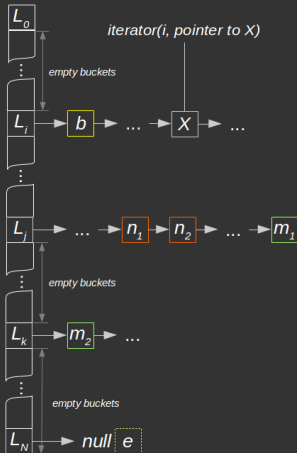 L0
iterator(i, pointer to X)
empty buckets
⋮
Li b ... X ...
⋮
Lj ... n1 n2 ... m1
empty buckets
⋮
Lk m2 ...
empty buckets
⋮
LN null e